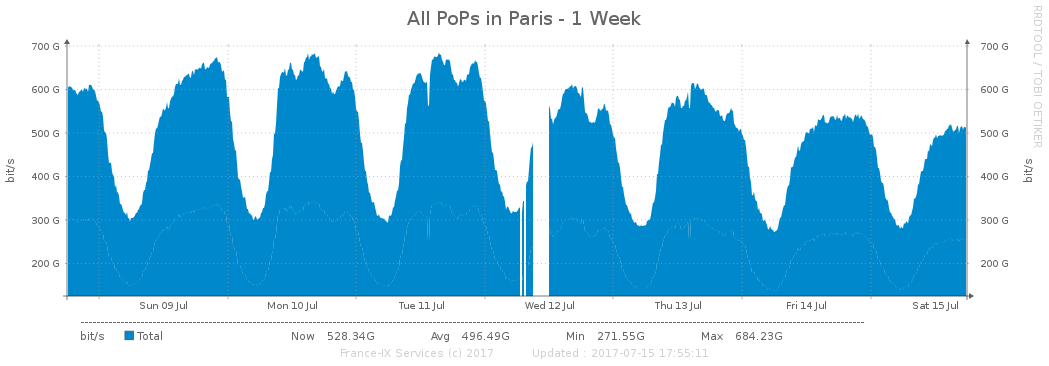 All PoPs in Paris - 1 Week
RRDTOOL / TOBI OETIKER
700 G 700 G
600 G 600 G
500 G 500 G
400 G 400 G
300 G 300 G
200 G 200 G
bit/s bit/s
Sun 09 Jul Mon 10 Jul Tue 11 Jul Wed 12 Jul Thu 13 Jul Fri 14 Jul Sat 15 Jul
bit/s Total Now 528.34G Avg 496.49G Min 271.55G Max 684.23G
France-IX Services (c) 2017 Updated : 2017-07-15 17:55:11